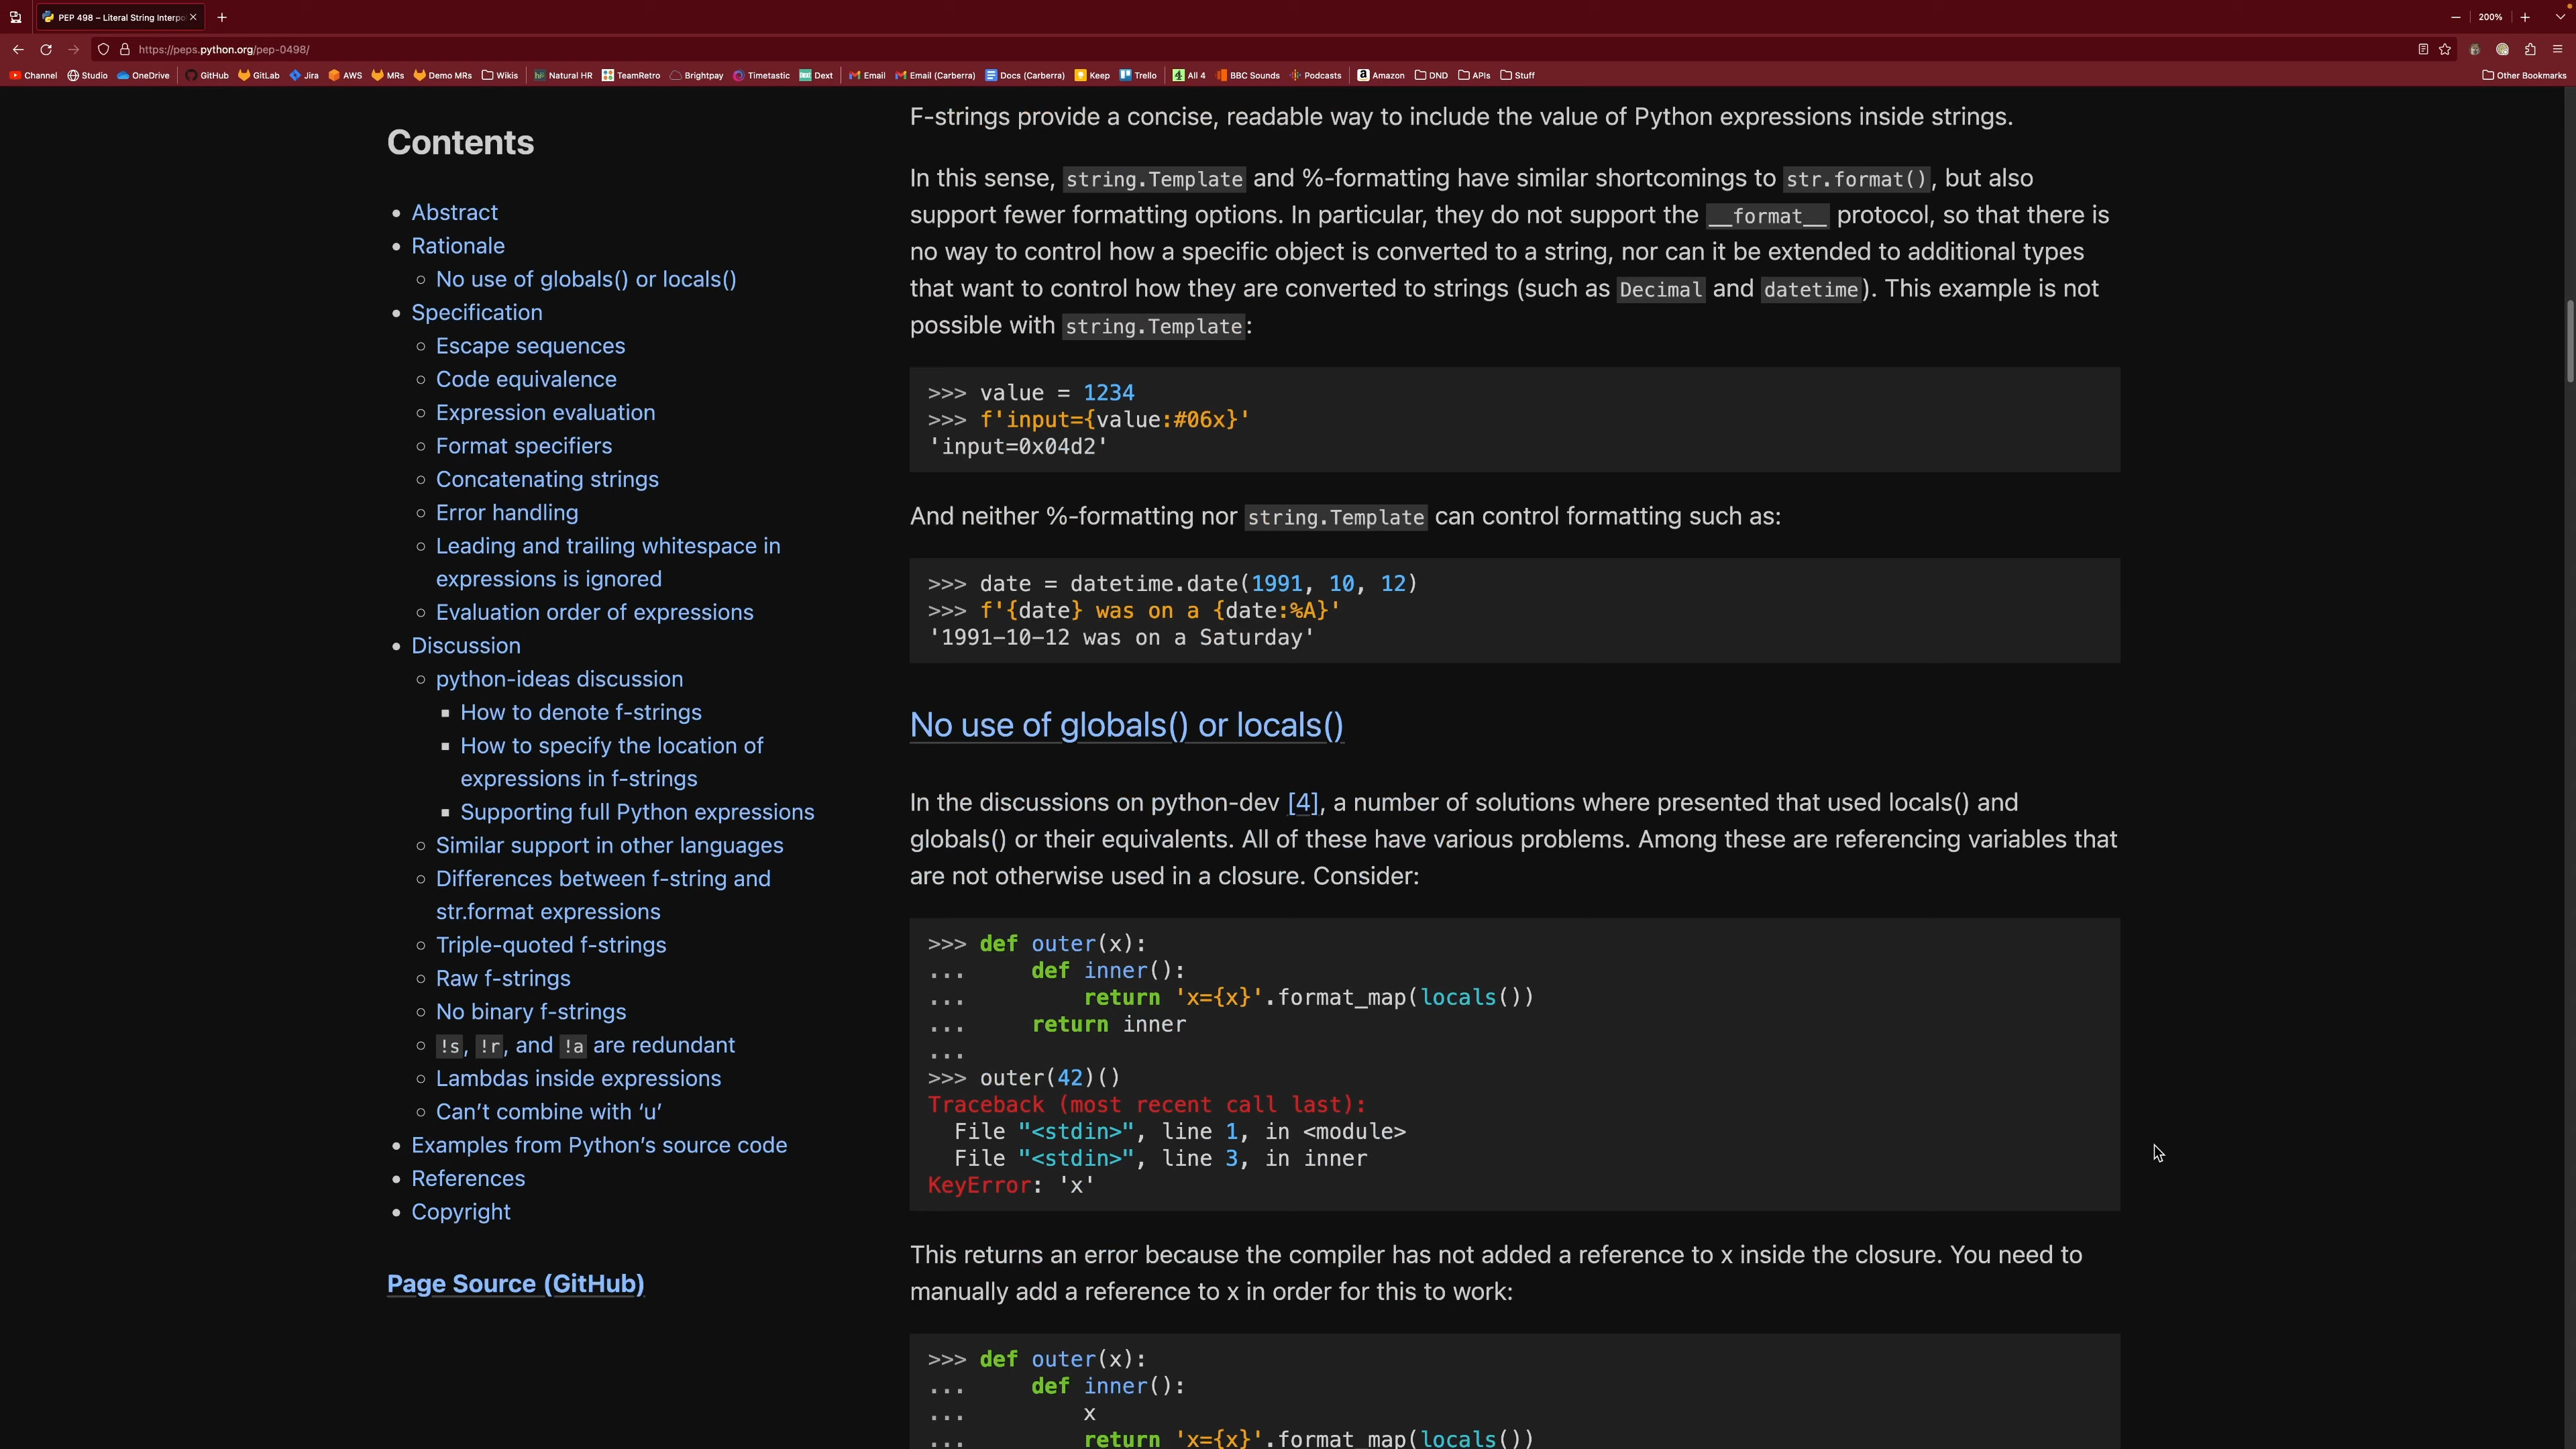 PEP 498 – Literal String Interpo
200%
https://peps.python.org/pep-0498/
Channel Studio OneDrive GitHub GitLab Jira AWS MRs Demo MRs Wikis Natural HR TeamRetro Brightpay Timetastic Dext Email Email (Carberra) Docs (Carberra) Keep Trello All 4 BBC Sounds Podcasts Amazon DND APIs Stuff Other Bookmarks
Contents
Abstract
Rationale
No use of globals() or locals()
Specification
Escape sequences
Code equivalence
Expression evaluation
Format specifiers
Concatenating strings
Error handling
Leading and trailing whitespace in
expressions is ignored
Evaluation order of expressions
Discussion
python-ideas discussion
How to denote f-strings
How to specify the location of
expressions in f-strings
Supporting full Python expressions
Similar support in other languages
Differences between f-string and
str.format expressions
Triple-quoted f-strings
Raw f-strings
No binary f-strings
!s, !r, and !a are redundant
Lambdas inside expressions
Can’t combine with ‘u’
Examples from Python’s source code
References
Copyright
Page Source (GitHub)
F-strings provide a concise, readable way to include the value of Python expressions inside strings.
In this sense, string.Template and %-formatting have similar shortcomings to str.format(), but also
support fewer formatting options. In particular, they do not support the __format__ protocol, so that there is
no way to control how a specific object is converted to a string, nor can it be extended to additional types
that want to control how they are converted to strings (such as Decimal and datetime). This example is not
possible with string.Template:
>>> value = 1234
>>> f'input={value:#06x}'
'input=0x04d2'
And neither %-formatting nor string.Template can control formatting such as:
>>> date = datetime.date(1991, 10, 12)
>>> f'{date} was on a {date:%A}'
'1991-10-12 was on a Saturday'
No use of globals() or locals()
In the discussions on python-dev [4], a number of solutions where presented that used locals() and
globals() or their equivalents. All of these have various problems. Among these are referencing variables that
are not otherwise used in a closure. Consider:
>>> def outer(x):
...     def inner():
...         return 'x={x}'.format_map(locals())
...     return inner
...
>>> outer(42)()
Traceback (most recent call last):
  File "<stdin>", line 1, in <module>
  File "<stdin>", line 3, in inner
KeyError: 'x'
This returns an error because the compiler has not added a reference to x inside the closure. You need to
manually add a reference to x in order for this to work:
>>> def outer(x):
...     def inner():
...         x
...         return 'x={x}'.format_map(locals())